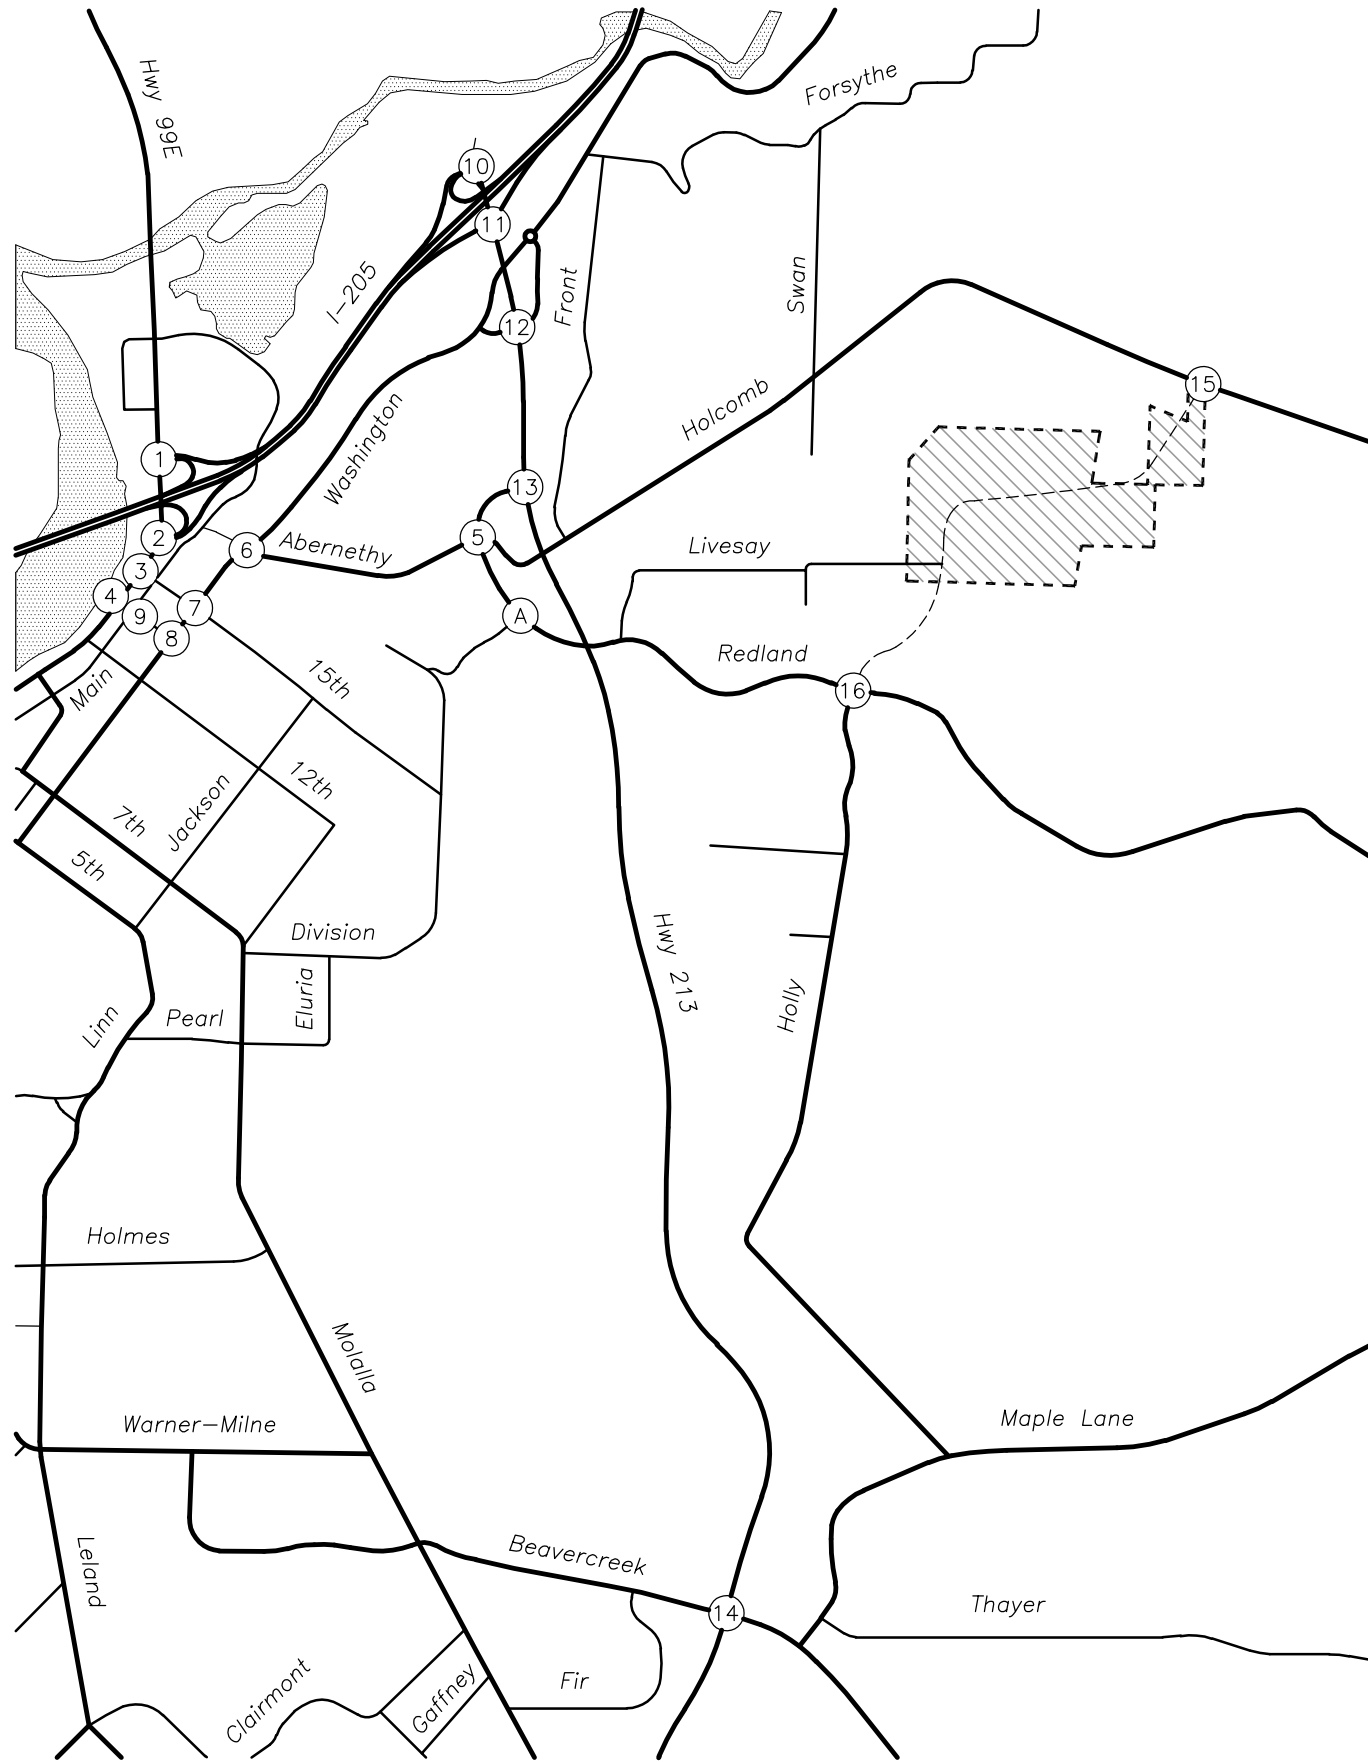 Hwy 99E
Forsythe
10
11
I-205
Front
Swan
12
15
Holcomb
Washington
1
13
2
5
6
Abernethy
Livesay
3
4
9
7
A
8
Redland
15th
Main
16
12th
Jackson
7th
5th
Division
Hwy 213
Eluria
Holly
Linn
Pearl
Holmes
Molalla
Maple Lane
Warner-Milne
Beavercreek
Leland
Thayer
14
Fir
Clairmont
Gaffney